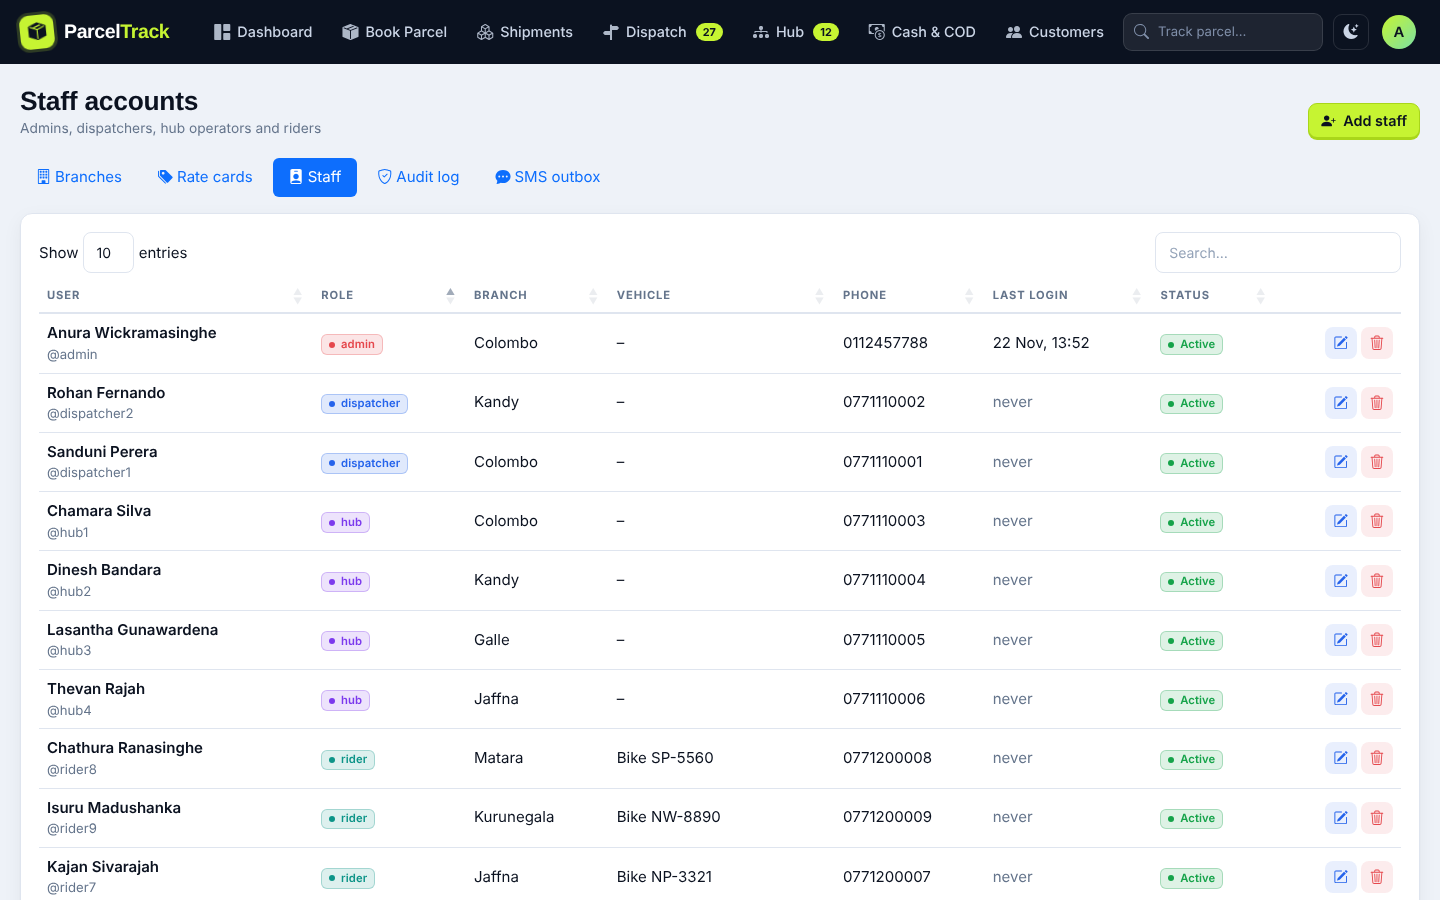 ParcelTrack Dashboard Book Parcel Shipments Dispatch 27 Hub 12 Cash & COD Customers Track parcel... A
Staff accounts
Admins, dispatchers, hub operators and riders
Add staff
Branches Rate cards Staff Audit log SMS outbox
Show 10 entries Search...
USER ROLE BRANCH VEHICLE PHONE LAST LOGIN STATUS
Anura Wickramasinghe
@admin admin Colombo – 0112457788 22 Nov, 13:52 Active
Rohan Fernando
@dispatcher2 dispatcher Kandy – 0771110002 never Active
Sanduni Perera
@dispatcher1 dispatcher Colombo – 0771110001 never Active
Chamara Silva
@hub1 hub Colombo – 0771110003 never Active
Dinesh Bandara
@hub2 hub Kandy – 0771110004 never Active
Lasantha Gunawardena
@hub3 hub Galle – 0771110005 never Active
Thevan Rajah
@hub4 hub Jaffna – 0771110006 never Active
Chathura Ranasinghe
@rider8 rider Matara Bike SP-5560 0771200008 never Active
Isuru Madushanka
@rider9 rider Kurunegala Bike NW-8890 0771200009 never Active
Kajan Sivarajah
@rider7 rider Jaffna Bike NP-3321 0771200007 never Active